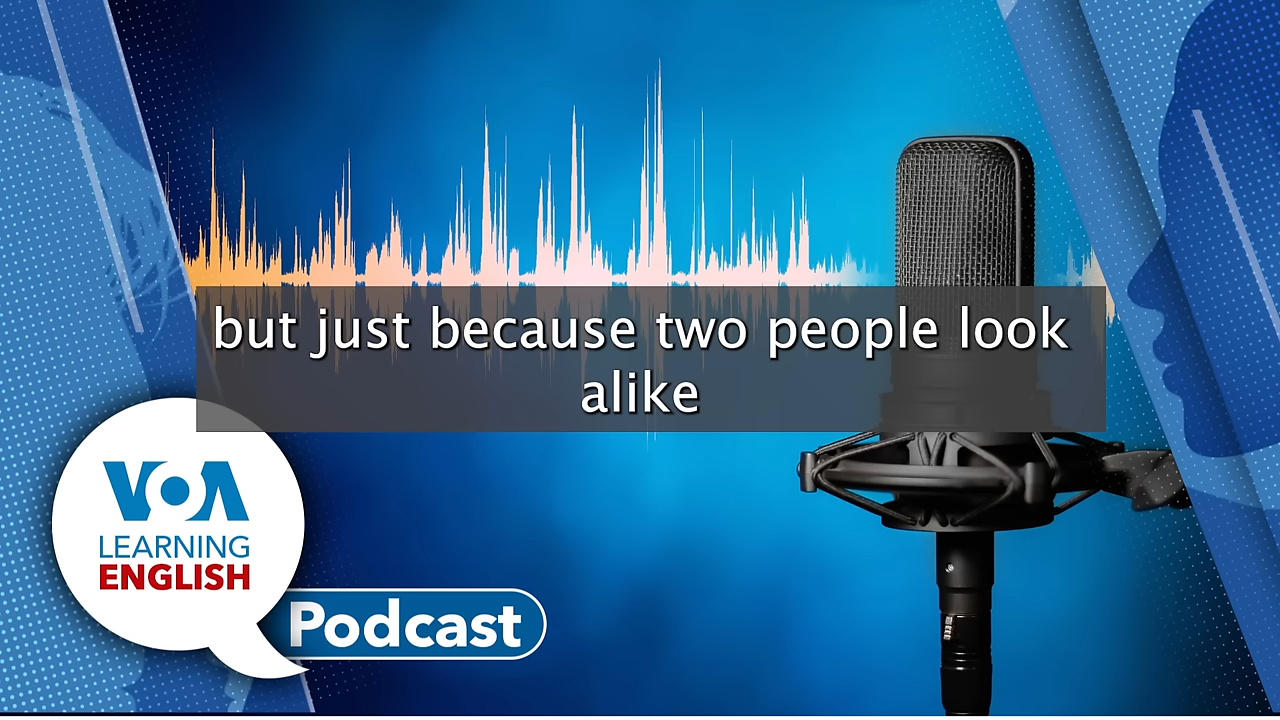 but just because two people look
alike
VOA
LEARNING
ENGLISH
Podcast